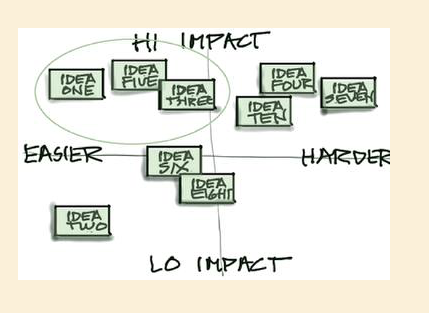 HI IMPACT
IDEA
ONE
IDEA
FIVE
IDEA
THREE
IDEA
FOUR
IDEA
SEVEN
IDEA
TEN
EASIER
HARDER
IDEA
SIX
IDEA
EIGHT
IDEA
TWO
LO IMPACT